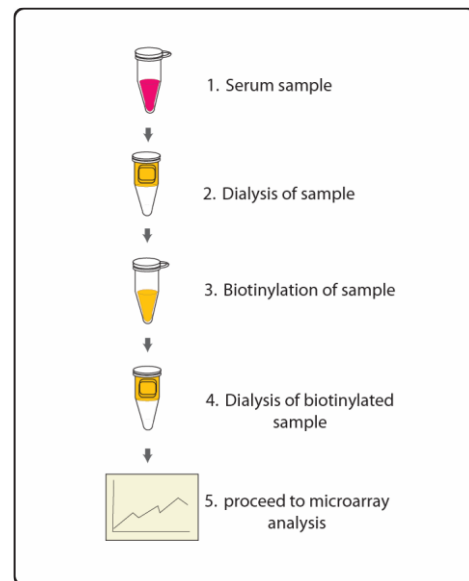 1. Serum sample
2. Dialysis of sample
3. Biotinylation of sample
4. Dialysis of biotinylated
sample
5. proceed to microarray
analysis